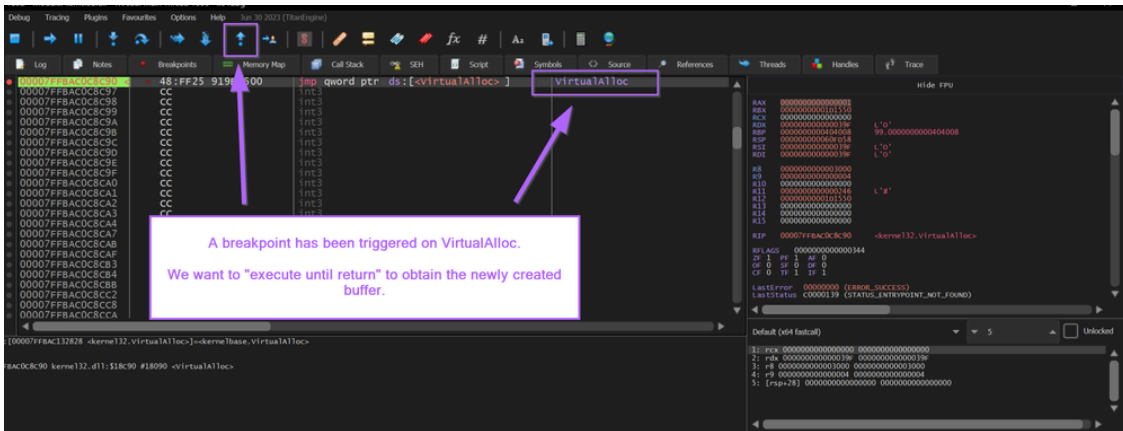 Debug Tracing Plugins Favourites Options Help Jun 30 2023 (TitanEngine)
fx # A2
Log Notes Breakpoints Memory Map Call Stack SEH Script Symbols Source References Threads Handles Trace
00007FFBAC0C8C90 48:FF25 jmp qword ptr ds:[<VirtualAlloc>] VirtualAlloc
00007FFBAC0C8C97 CC int3
00007FFBAC0C8C98 CC int3
00007FFBAC0C8C99 CC int3
00007FFBAC0C8C9A CC int3
00007FFBAC0C8C9B CC int3
00007FFBAC0C8C9C CC int3
00007FFBAC0C8C9D CC int3
00007FFBAC0C8C9E CC int3
00007FFBAC0C8C9F CC int3
00007FFBAC0C8CA0 CC int3
00007FFBAC0C8CA1 CC int3
00007FFBAC0C8CA2 CC int3
00007FFBAC0C8CA3 CC int3
00007FFBAC0C8CA4
00007FFBAC0C8CA7
00007FFBAC0C8CAB
00007FFBAC0C8CAF
00007FFBAC0C8CB3
00007FFBAC0C8CB4
00007FFBAC0C8CBB
00007FFBAC0C8CC2
00007FFBAC0C8CC8
00007FFBAC0C8CCA
A breakpoint has been triggered on VirtualAlloc.
We want to "execute until return" to obtain the newly created
buffer.
Hide FPU
RAX 0000000000000001
RBX 0000000000101550
RCX 0000000000000000
RDX 000000000000039F L'Ο'
RBP 0000000000404008 99.0000000000404008
RSP 000000000060F058
RSI 000000000000039F L'Ο'
RDI 000000000000039F L'Ο'
R8 0000000000003000
R9 0000000000000004
R10 0000000000000000
R11 0000000000000246
R12 0000000000101550
R13 0000000000000000
R14 0000000000000000
R15 0000000000000000
RIP 00007FFBAC0C8C90 <kernel32.VirtualAlloc>
RFLAGS 0000000000000344
ZF 1 PF 1 AF 0
OF 0 SF 0 DF 0
CF 0 TF 1 IF 1
LastError 00000000 (ERROR_SUCCESS)
LastStatus C0000139 (STATUS_ENTRYPOINT_NOT_FOUND)
:[00007FFBAC132828 <kernel32.VirtualAlloc>]=<kernelbase.VirtualAlloc>
FBAC0C8C90 kernel32.dll:$18C90 #18090 <VirtualAlloc>
Default (x64 fastcall) 5 Unlocked
1: rcx 0000000000000000 0000000000000000
2: rdx 000000000000039F 000000000000039F
3: r8 0000000000003000 0000000000003000
4: r9 0000000000000004 0000000000000004
5: [rsp+28] 0000000000000000 0000000000000000